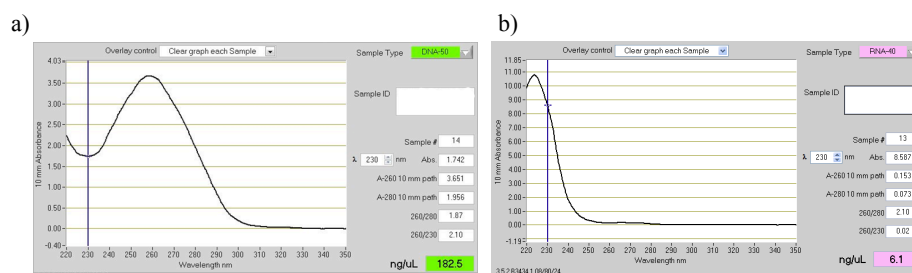 a)
Overlay control Clear graph each Sample
Sample Type DNA-50
4.03
3.50
3.00
2.50
2.00
1.50
1.00
0.50
0.00
-0.40
10 mm Absorbance
220 230 240 250 260 270 280 290 300 310 320 330 340 350
Wavelength nm
Sample ID
Sample # 14
λ 230 nm Abs. 1.742
A-260 10 mm path 3.651
A-280 10 mm path 1.956
260/280 1.87
260/230 2.10
ng/uL 182.5
b)
Overlay control Clear graph each Sample
Sample Type RNA-40
11.85
11.00
10.00
9.00
8.00
7.00
6.00
5.00
4.00
3.00
2.00
1.00
0.00
-1.19
10 mm Absorbance
220 230 240 250 260 270 280 290 300 310 320 330 340 350
Wavelength nm
Sample ID
Sample # 13
λ 230 nm Abs. 8.587
A-260 10 mm path 0.153
A-280 10 mm path 0.073
260/280 2.10
260/230 0.02
ng/uL 6.1